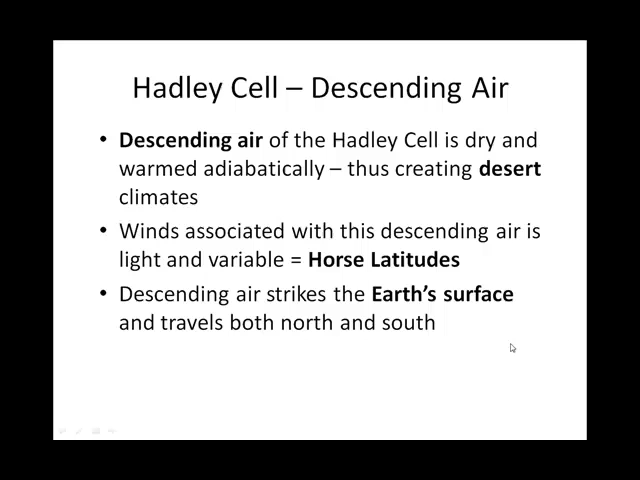 Hadley Cell – Descending Air
• Descending air of the Hadley Cell is dry and
warmed adiabatically – thus creating desert
climates
• Winds associated with this descending air is
light and variable = Horse Latitudes
• Descending air strikes the Earth's surface
and travels both north and south